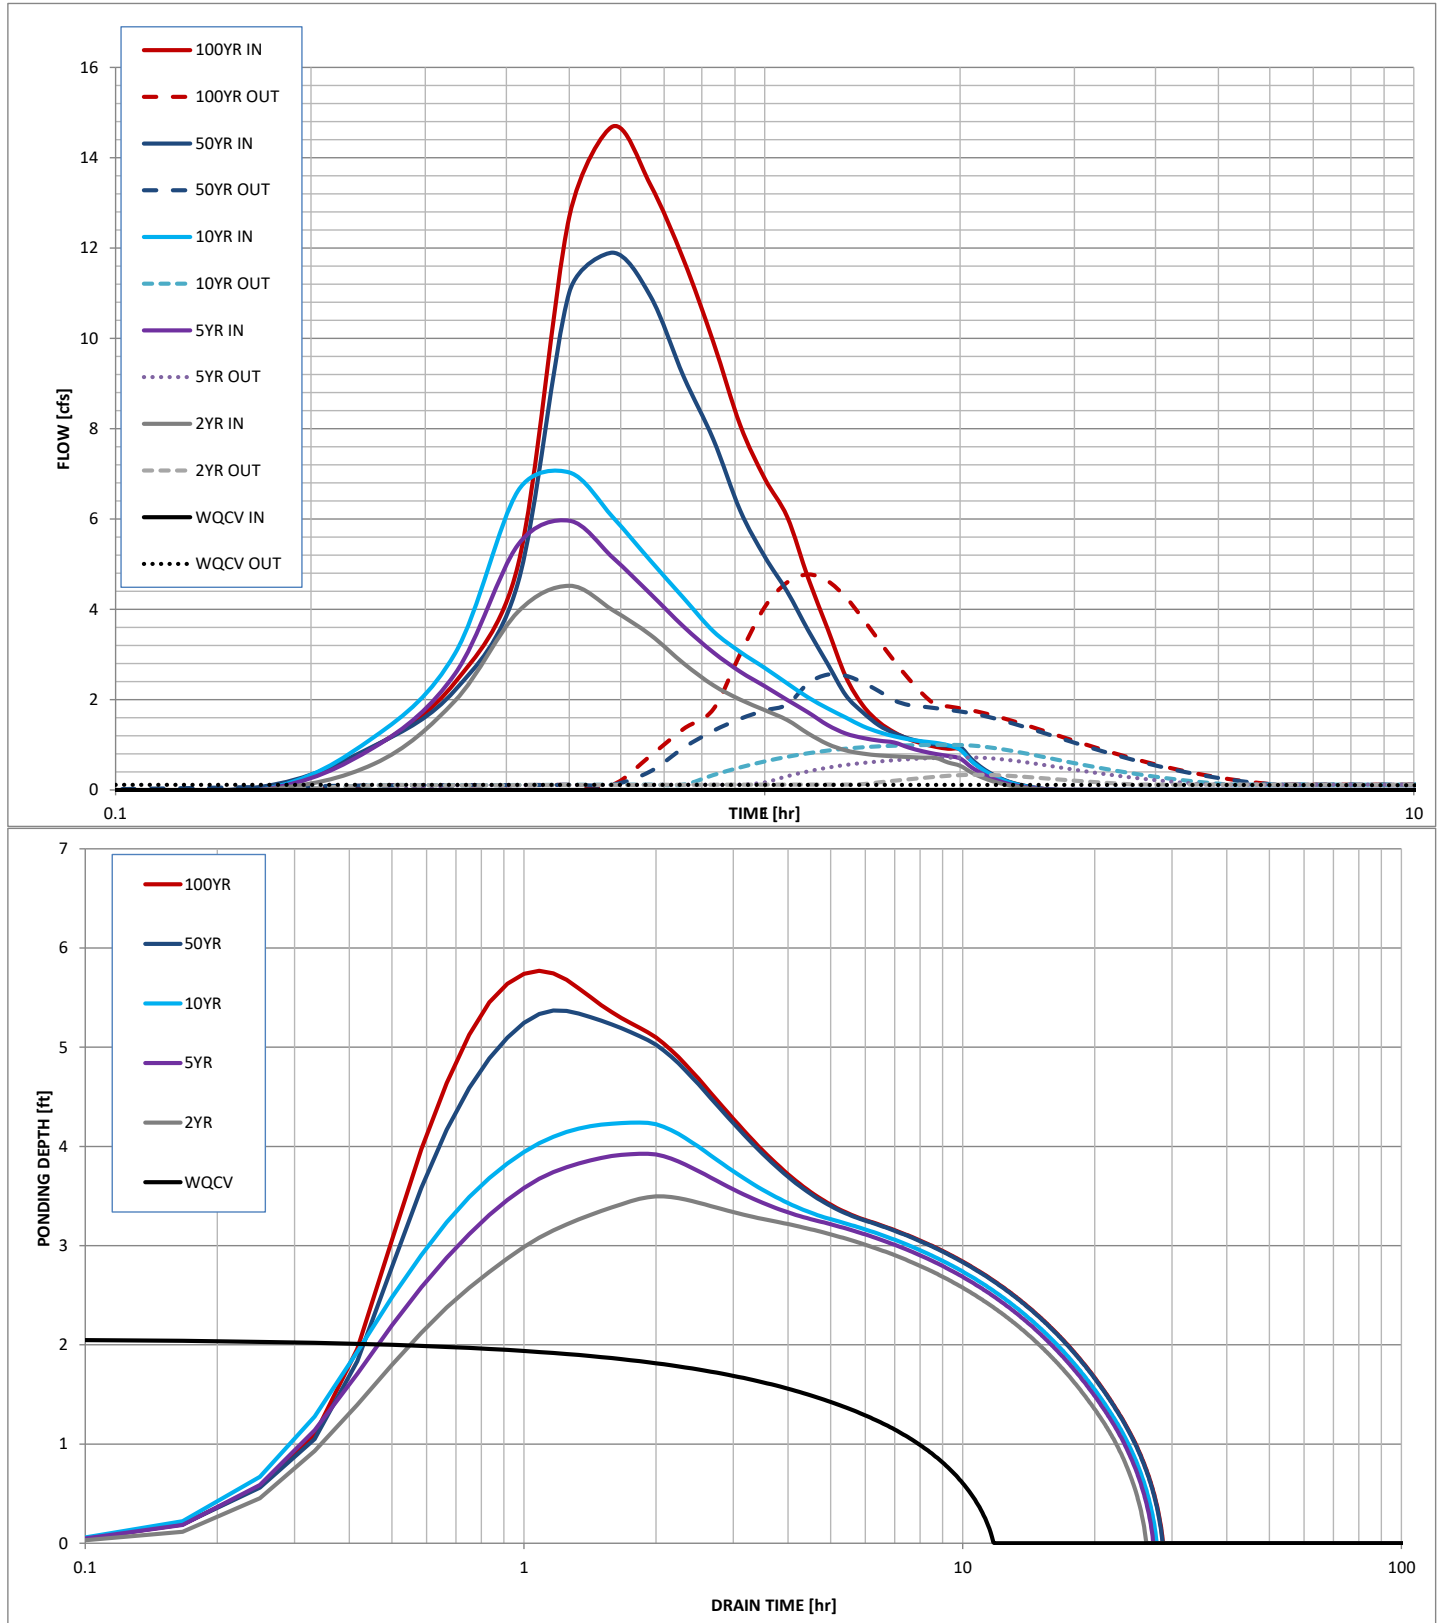 100YR IN
100YR OUT
50YR IN
50YR OUT
10YR IN
10YR OUT
5YR IN
5YR OUT
2YR IN
2YR OUT
WQCV IN
WQCV OUT
FLOW [cfs]
16
14
12
10
8
6
4
2
0
0.1
1
10
TIME [hr]
100YR
50YR
10YR
5YR
2YR
WQCV
PONDING DEPTH [ft]
7
6
5
4
3
2
1
0
0.1
1
10
100
DRAIN TIME [hr]